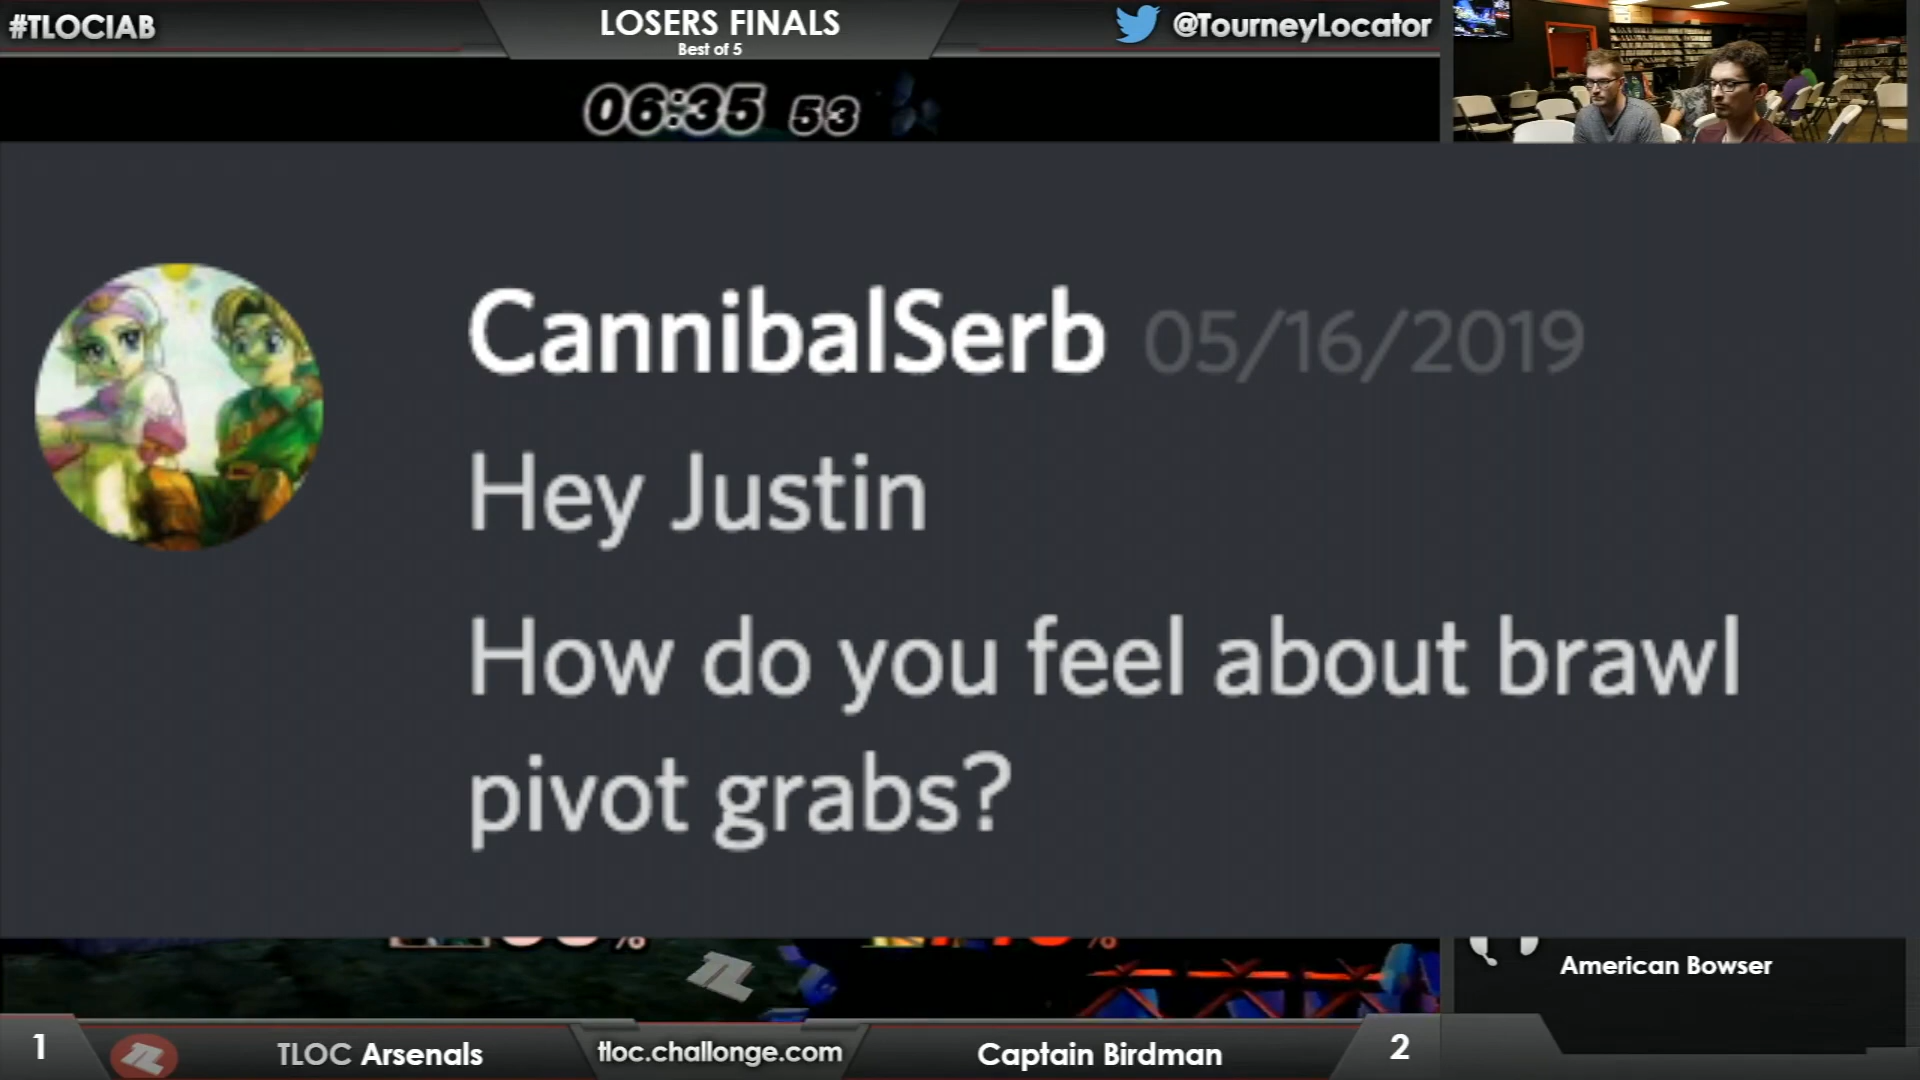 #TLOCIAB
LOSERS FINALS
Best of 5
@TourneyLocator
06:35 53
CannibalSerb 05/16/2019
Hey Justin
How do you feel about brawl
pivot grabs?
%
%
American Bowser
1
TLOC Arsenals
tloc.challonge.com
Captain Birdman
2